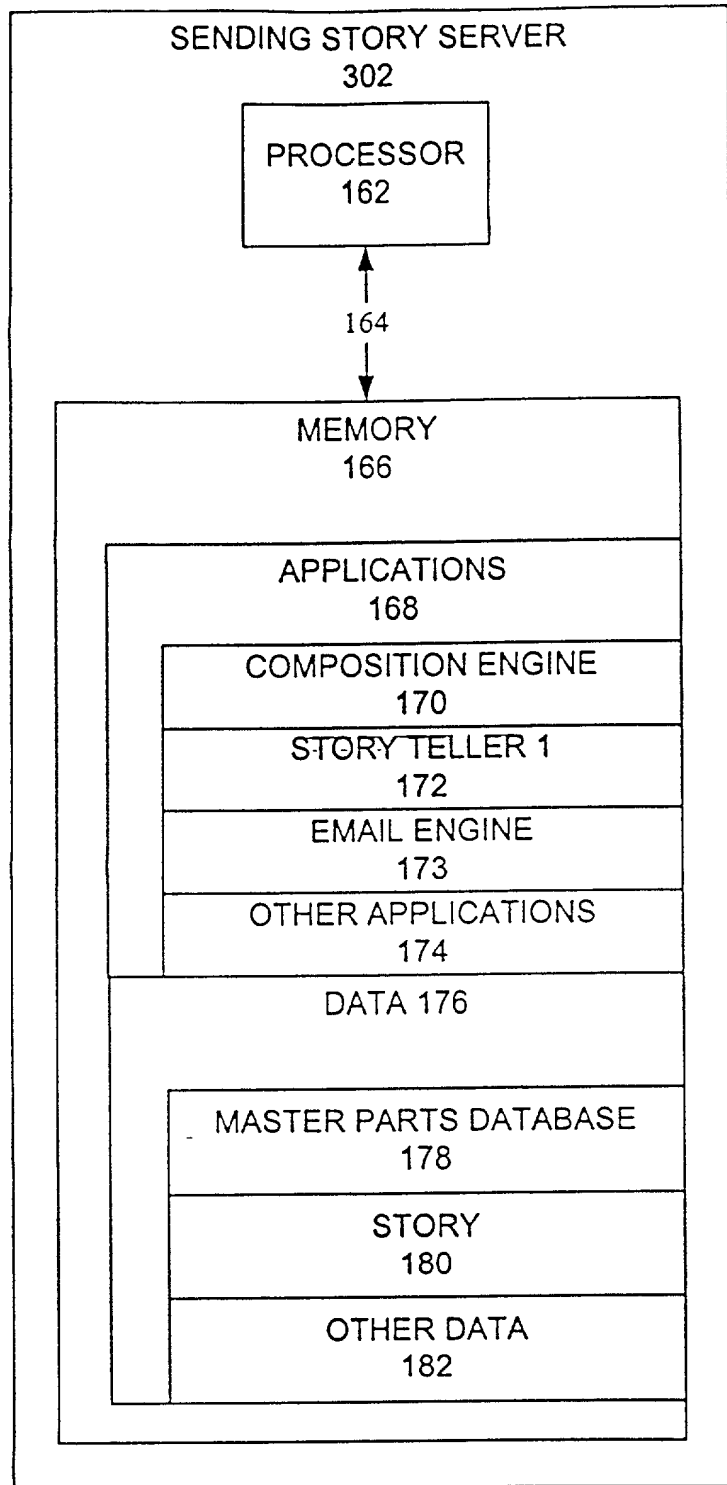 SENDING STORY SERVER
302
PROCESSOR
162
164
MEMORY
166
APPLICATIONS
168
COMPOSITION ENGINE
170
STORY TELLER 1
172
EMAIL ENGINE
173
OTHER APPLICATIONS
174
DATA 176
MASTER PARTS DATABASE
178
STORY
180
OTHER DATA
182